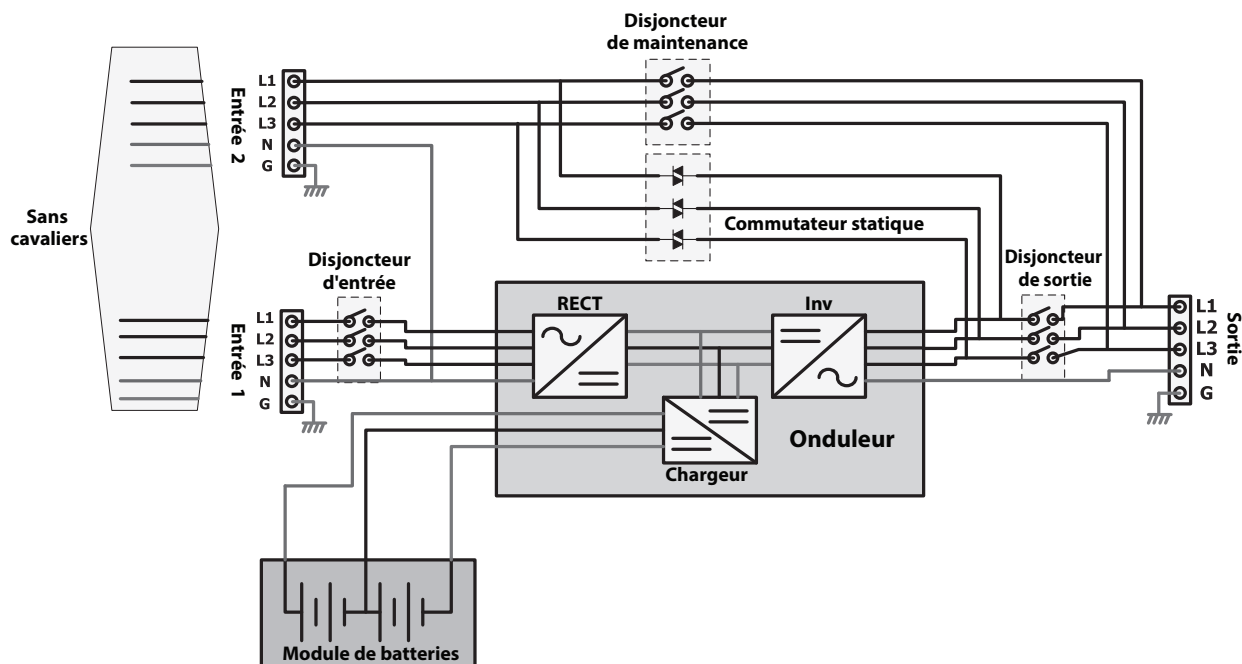 Disjoncteur
de maintenance
Entrée 2
L1
L2
L3
N
G
Sans
cavaliers
Commutateur statique
Disjoncteur
d'entrée
Disjoncteur
de sortie
Entrée 1
L1
L2
L3
N
G
RECT
Inv
Onduleur
Chargeur
L1
L2
L3
N
G
Sortie
Module de batteries